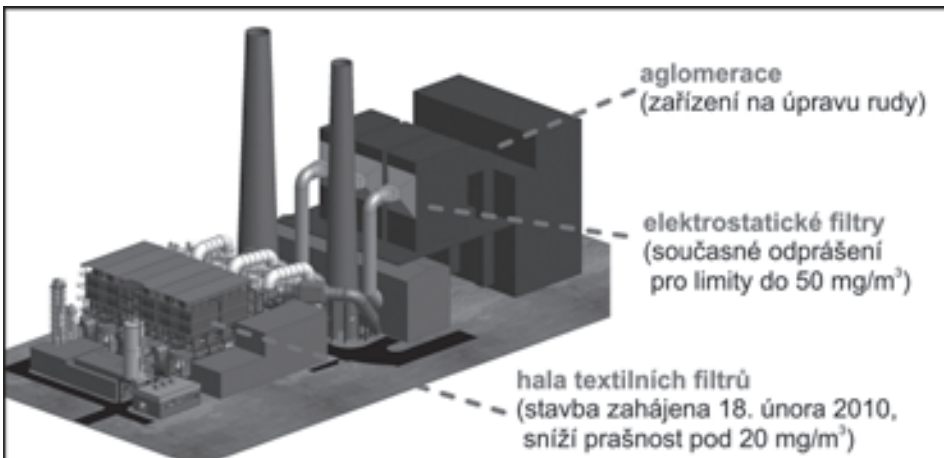 aglomerace
(zařízení na úpravu rudy)
elektrostatické filtry
(současné odprášení
pro limity do 50 mg/m³)
hala textilních filtrů
(stavba zahájena 18. února 2010,
sníží prašnost pod 20 mg/m³)